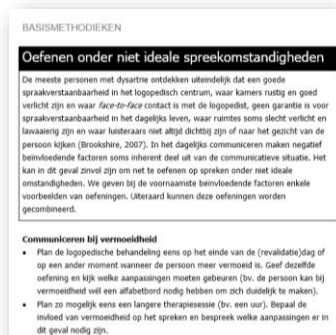 BASISMETHODIEKEN
Oefenen onder niet ideale spreekomstandigheden
De meeste personen met dysartrie ontdekken uiteindelijk dat een goede
spraakverstaanbaarheid in het logopedisch centrum, waar kamers rustig en goed
verlicht zijn en waar face-to-face contact is met de logopedist, geen garantie is voor
spraakverstaanbaarheid in het dagelijks leven, waar ruimtes soms slecht verlicht en
lawaaierig zijn en waar luisteraars niet altijd dichtbij zijn of naar het gezicht van de
persoon kijken (Brookshire, 2007). In het dagelijks communiceren maken negatief
beïnvloedende factoren soms inherent deel uit van de communicatieve situatie. Het
kan in dit geval zinvol zijn om net te oefenen op spreken onder niet ideale
omstandigheden. We geven bij de voornaamste beïnvloedende factoren enkele
voorbeelden van oefeningen. Uiteraard kunnen deze oefeningen worden
gecombineerd.
Communiceren bij vermoeidheid
• Plan de logopedische behandeling eens op het einde van de (revalidatie)dag of
op een ander moment wanneer de persoon meer vermoeid is. Geef dezelfde
oefening en kijk welke aanpassingen moeten gebeuren (bv. de persoon kan bij
vermoeidheid wél een alfabetbord nodig hebben om zich duidelijk te maken).
• Plan zo mogelijk eens een langere therapiesessie (bv. een uur). Bepaal de
invloed van vermoeidheid op het spreken en bespreek welke aanpassingen er in
dit geval nodig zijn.